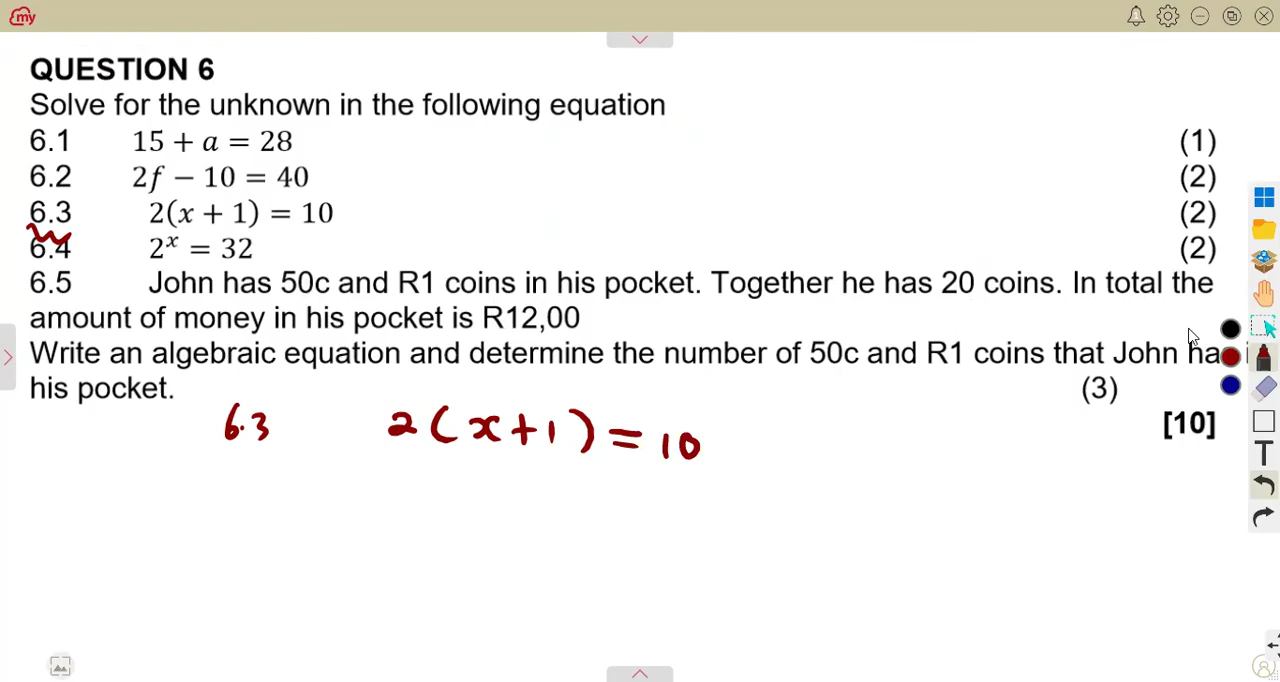 my
QUESTION 6
Solve for the unknown in the following equation
6.1 15 + a = 28 (1)
6.2 2f − 10 = 40 (2)
6.3 2(x + 1) = 10 (2)
6.4 2ˣ = 32 (2)
6.5 John has 50c and R1 coins in his pocket. Together he has 20 coins. In total the
amount of money in his pocket is R12,00
Write an algebraic equation and determine the number of 50c and R1 coins that John ha
his pocket. (3)
6.3 2(x+1) = 10
[10]
T